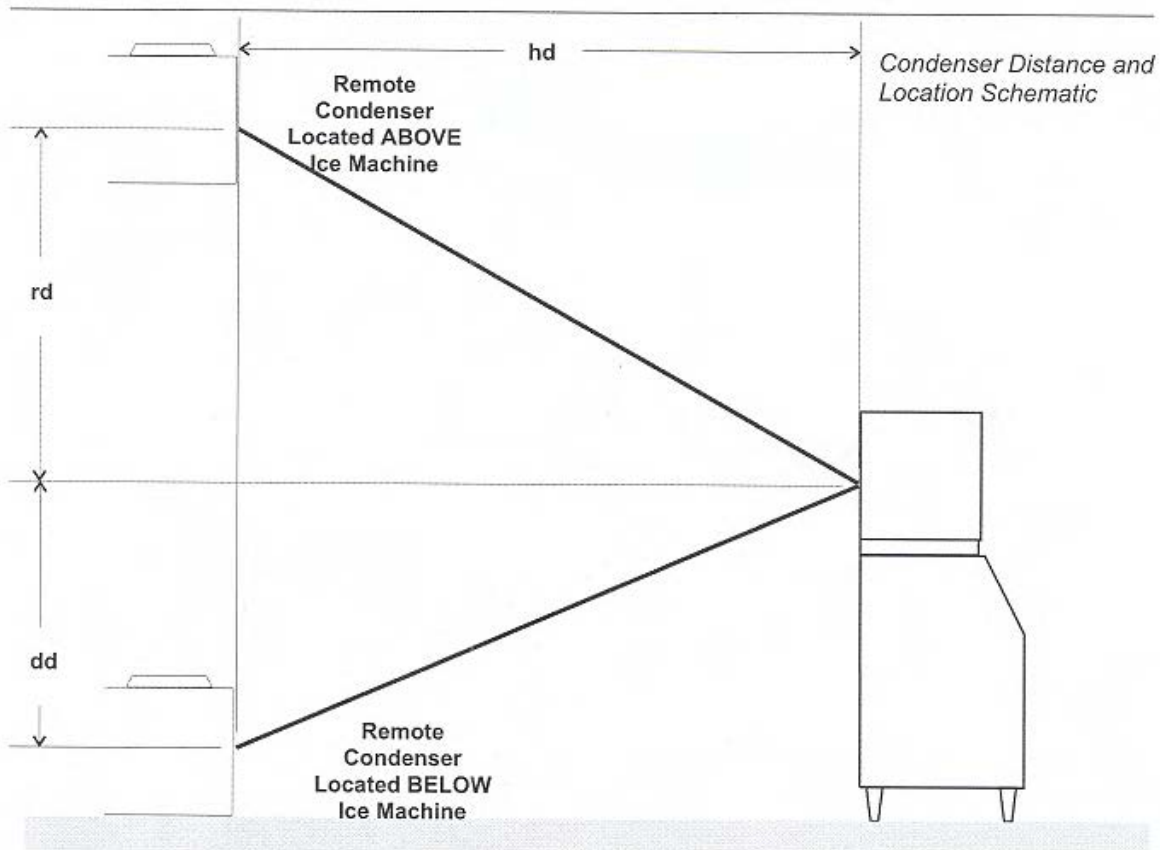 hd
Condenser Distance and
Location Schematic
Remote
Condenser
Located ABOVE
Ice Machine
rd
dd
Remote
Condenser
Located BELOW
Ice Machine